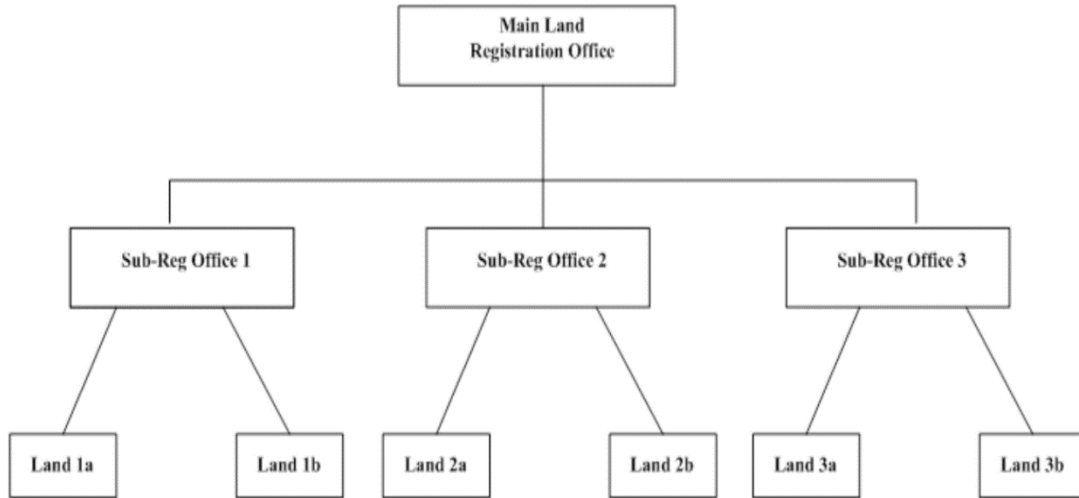 Main Land
Registration Office
Sub-Reg Office 1
Sub-Reg Office 2
Sub-Reg Office 3
Land 1a
Land 1b
Land 2a
Land 2b
Land 3a
Land 3b